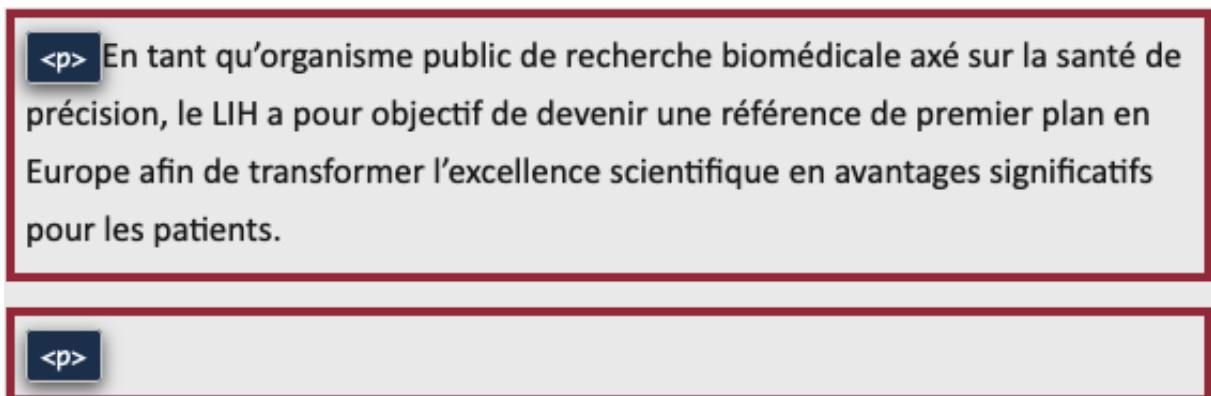 <p> En tant qu’organisme public de recherche biomédicale axé sur la santé de
précision, le LIH a pour objectif de devenir une référence de premier plan en
Europe afin de transformer l’excellence scientifique en avantages significatifs
pour les patients.
<p>